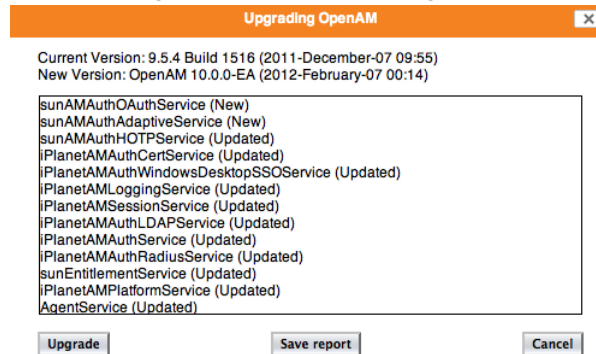 Upgrading OpenAM
Current Version: 9.5.4 Build 1516 (2011-December-07 09:55)
New Version: OpenAM 10.0.0-EA (2012-February-07 00:14)
sunAMAuthOAuthService (New)
sunAMAuthAdaptiveService (New)
sunAMAuthHOTPService (Updated)
iPlanetAMAuthCertService (Updated)
iPlanetAMAuthWindowsDesktopSSOService (Updated)
iPlanetAMLoggingService (Updated)
iPlanetAMSessionService (Updated)
iPlanetAMAuthLDAPService (Updated)
iPlanetAMAuthService (Updated)
iPlanetAMAuthRadiusService (Updated)
sunEntitlementService (Updated)
iPlanetAMPlatformService (Updated)
AgentService (Updated)
Upgrade Save report Cancel